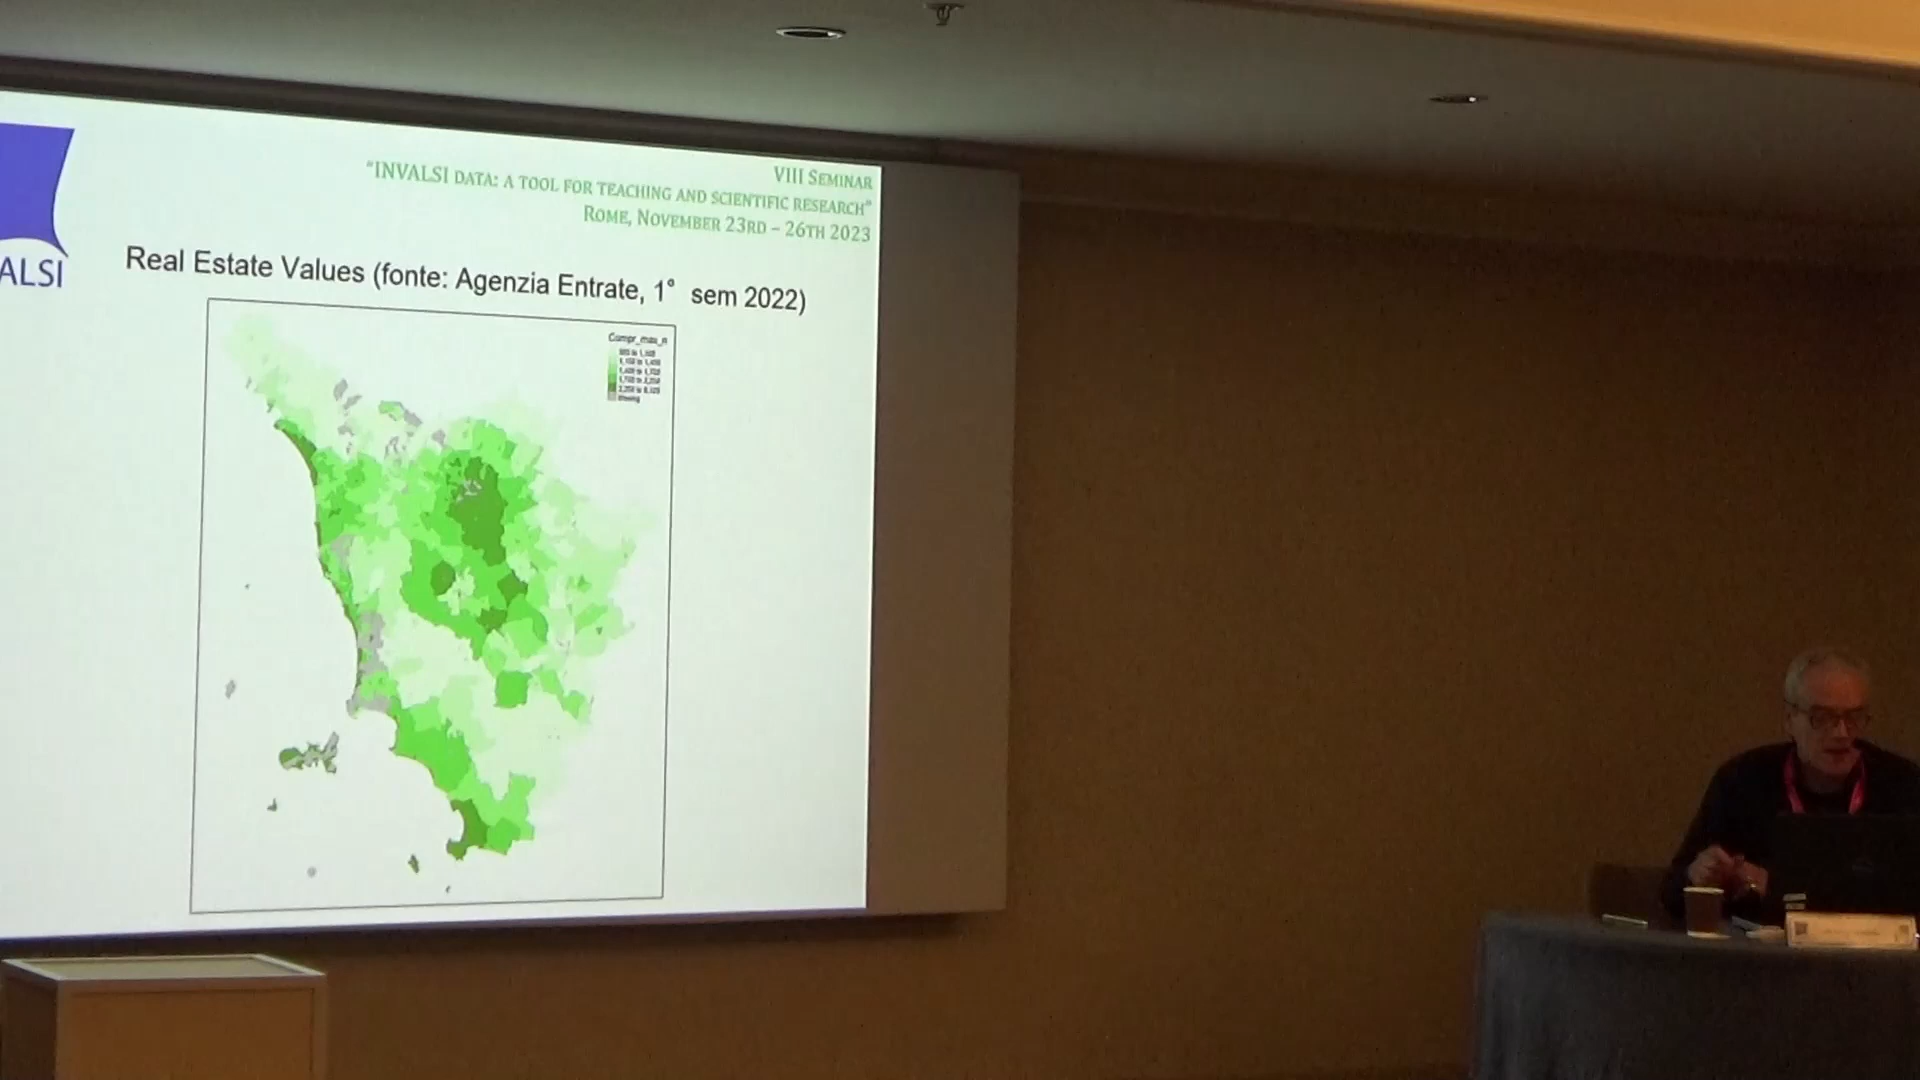 VIII SEMINAR
"INVALSI DATA: A TOOL FOR TEACHING AND SCIENTIFIC RESEARCH"
ROME, NOVEMBER 23RD – 26TH 2023
ALSI
Real Estate Values (fonte: Agenzia Entrate, 1° sem 2022)
Missing